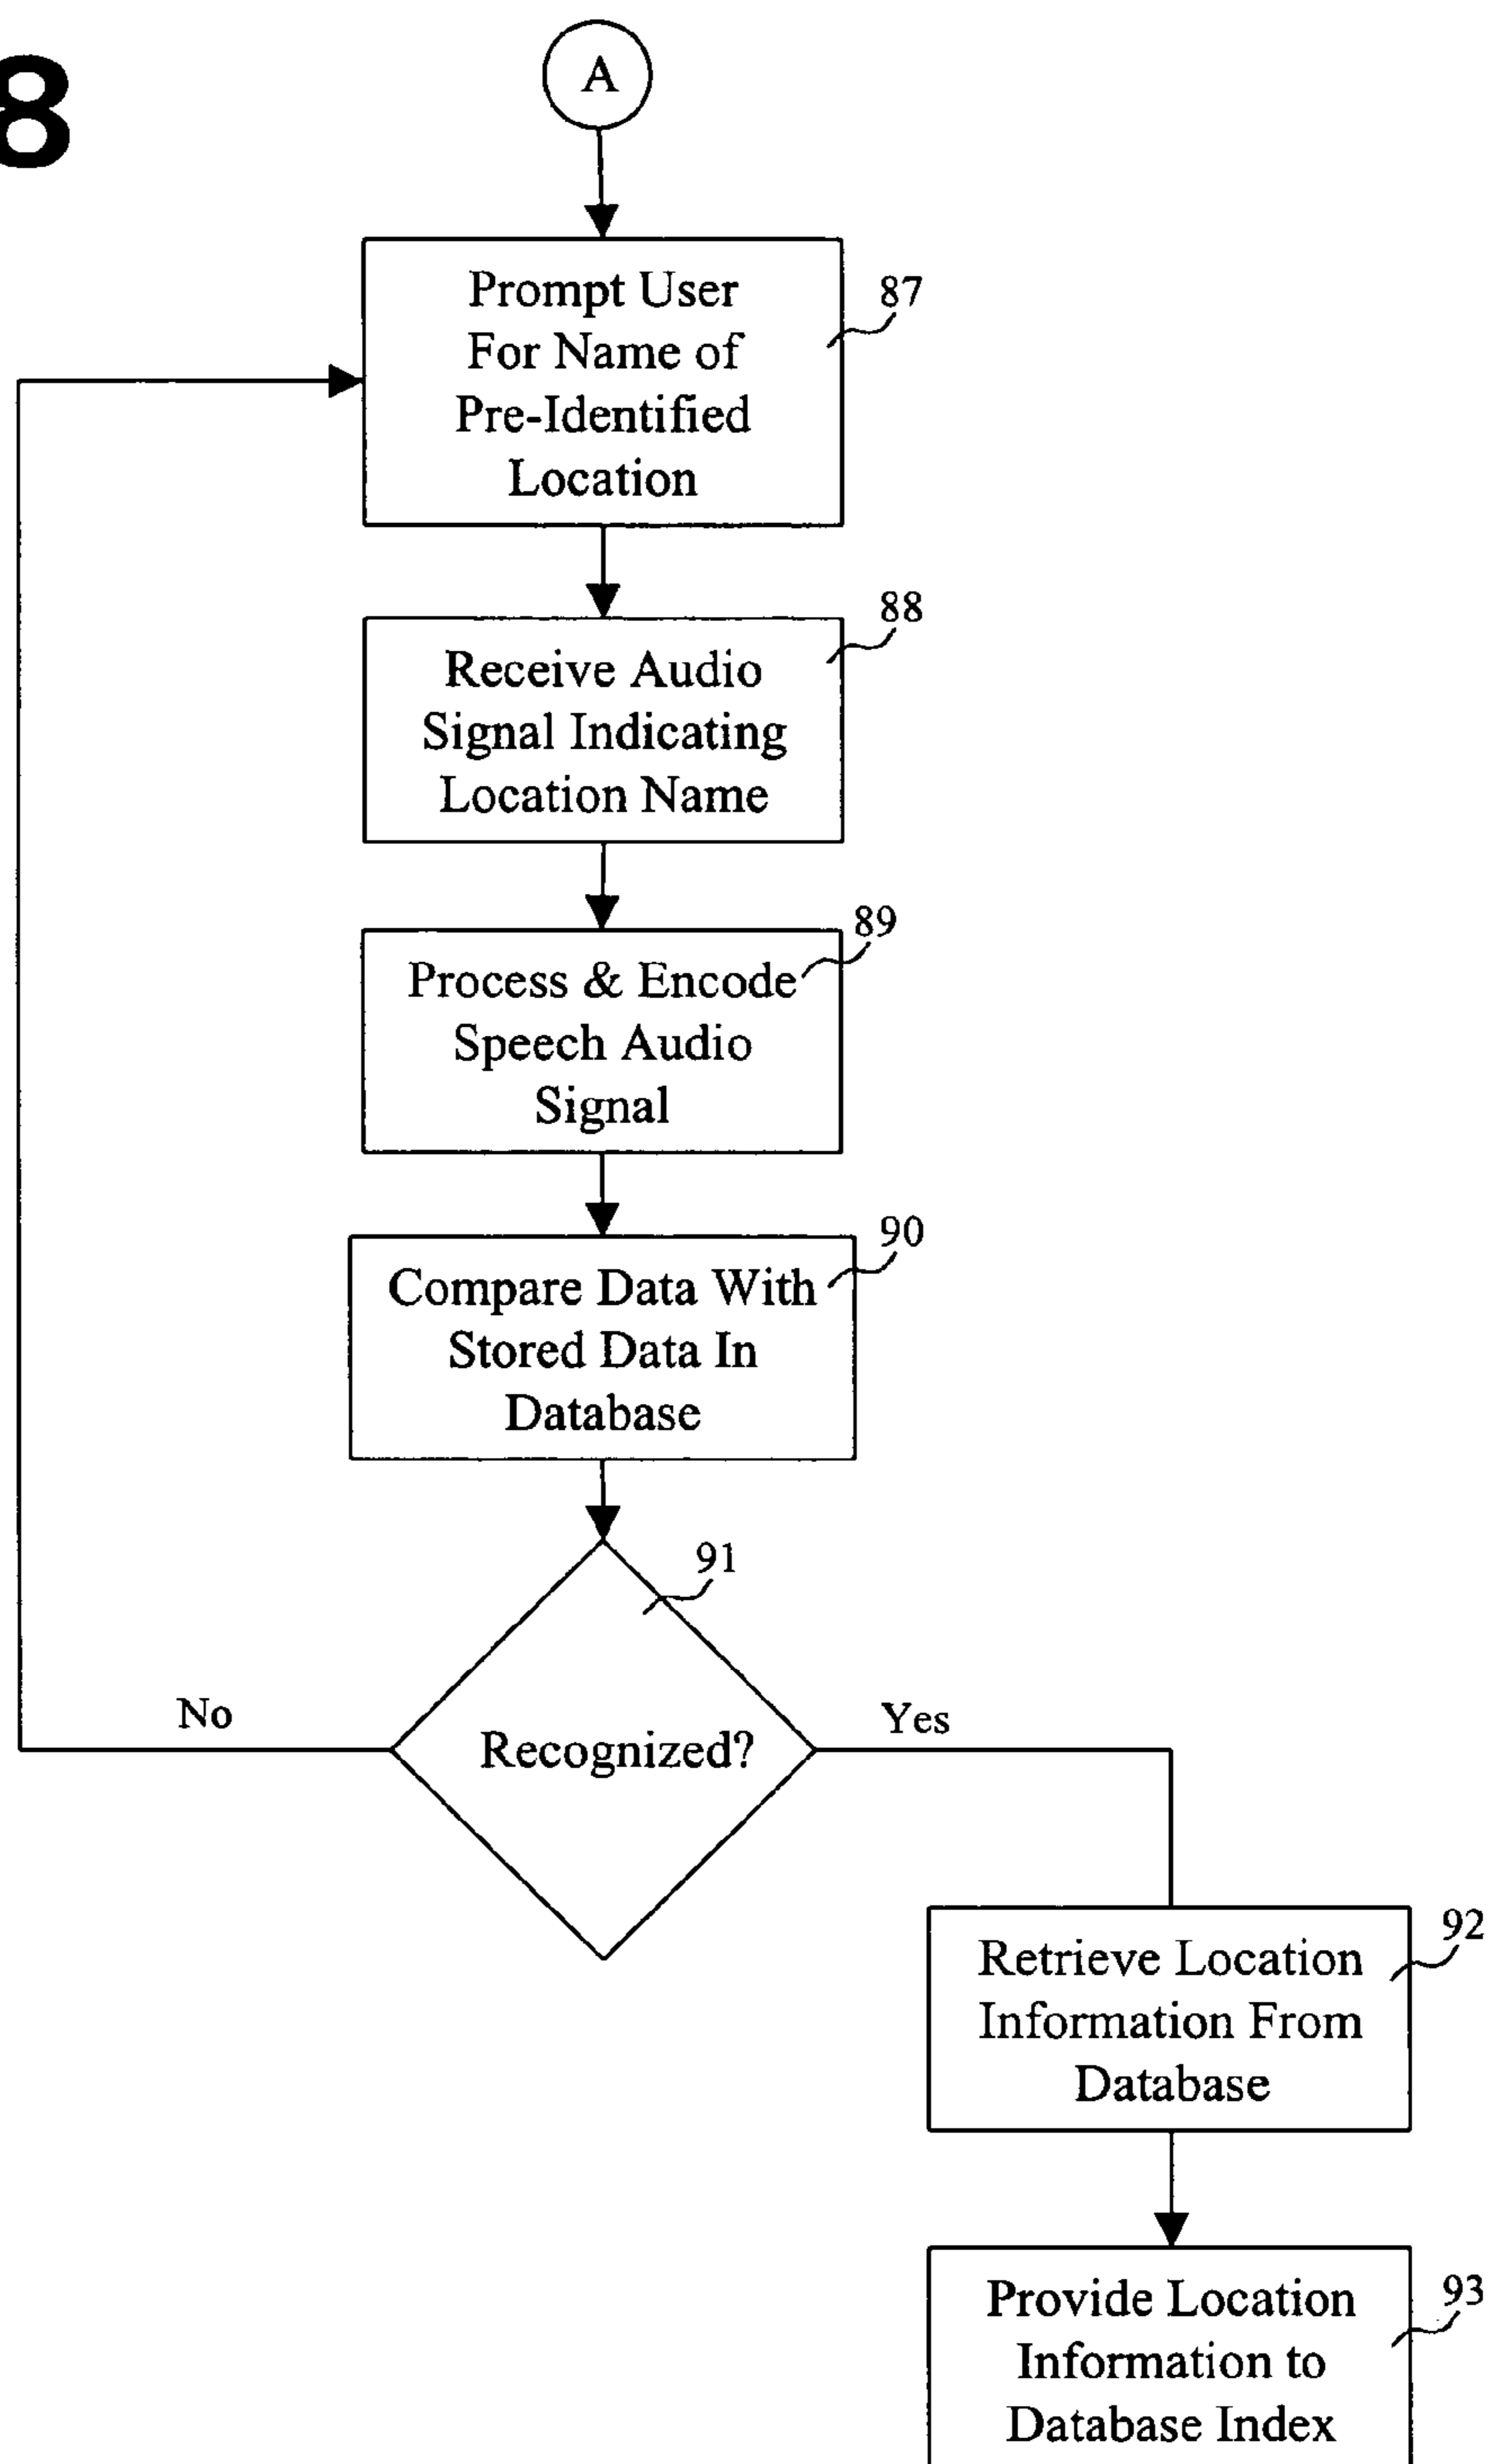 8
A
Prompt User
For Name of
Pre-Identified
Location
87
Receive Audio
Signal Indicating
Location Name
88
Process & Encode
Speech Audio
Signal
89
Compare Data With
Stored Data In
Database
90
91
Recognized?
No
Yes
Retrieve Location
Information From
Database
92
Provide Location
Information to
Database Index
93